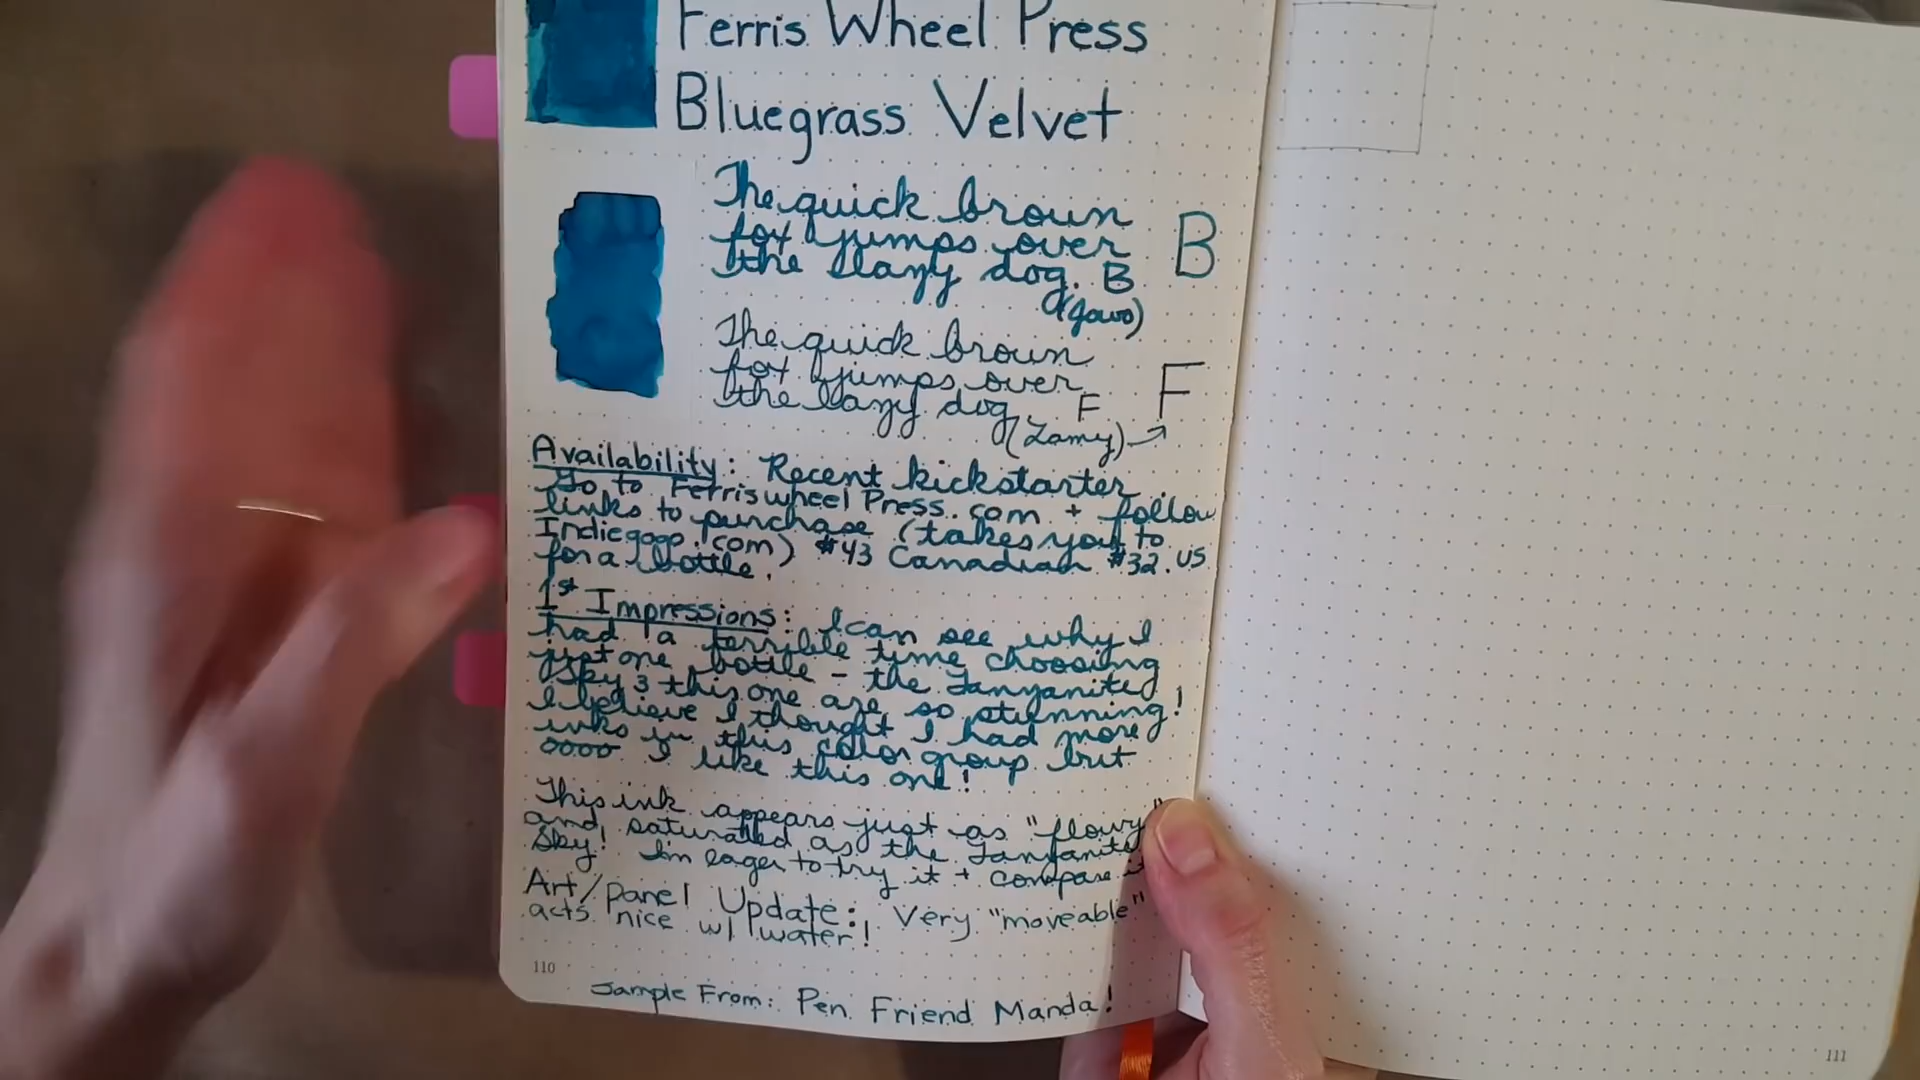 Ferris Wheel Press
Bluegrass Velvet
The quick brown
fox jumps over
the lazy dog. B
(Jowo)
B
The quick brown
fox jumps over
the lazy dog. F
(Lamy)
F
Availability: Recent kickstarter.
Go to Ferriswheel Press.com + follow
links to purchase (takes you to
Indiegogo.com) $43 Canadian $32. US
for a bottle.
1st Impressions: I can see why I
had a terrible time choosing
just one bottle - the Tanzanite
Sky & this one are so stunning!
I believe I thought I had more
inks in this color group but
oooo I like this one!
This ink appears just as "flowy"
and saturated as the Tanzanite
Sky! I'm eager to try it + compare it
Art/panel Update: Very "moveable"
acts nice w/ water!
110
Sample From: Pen Friend Manda!
111